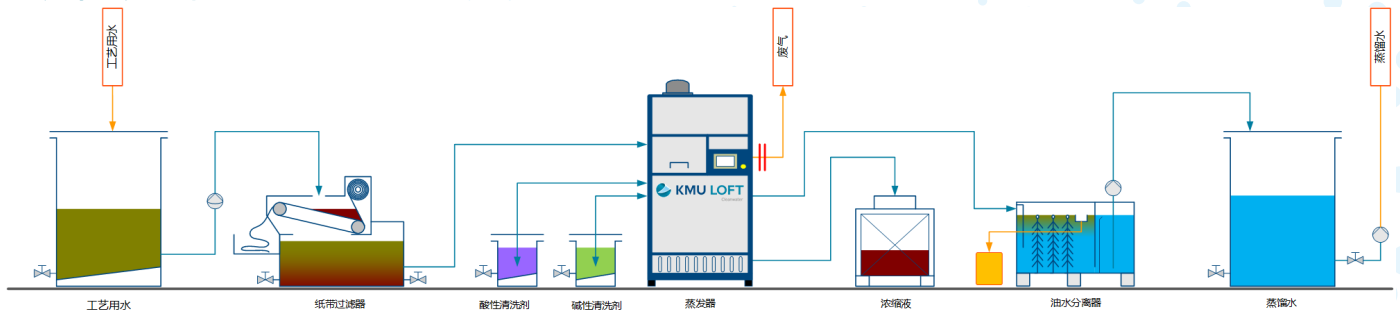 工艺用水
废气
蒸馏水
KMU LOFT
Cleanwater
工艺用水
纸带过滤器
酸性清洗剂
碱性清洗剂
蒸发器
浓缩液
油水分离器
蒸馏水